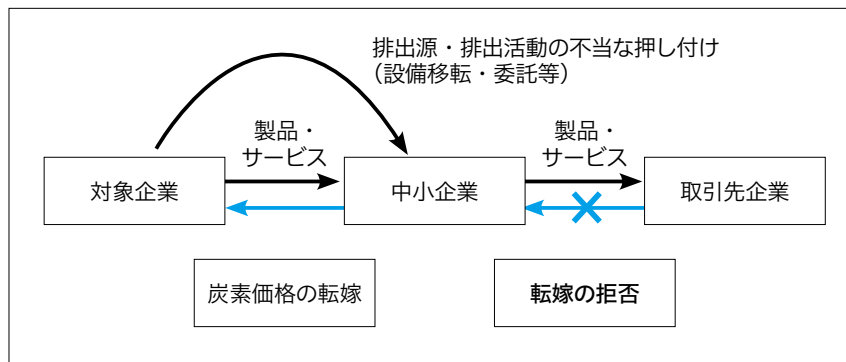 排出源・排出活動の不当な押し付け
（設備移転・委託等）
製品・
サービス
製品・
サービス
対象企業
中小企業
取引先企業
炭素価格の転嫁
転嫁の拒否